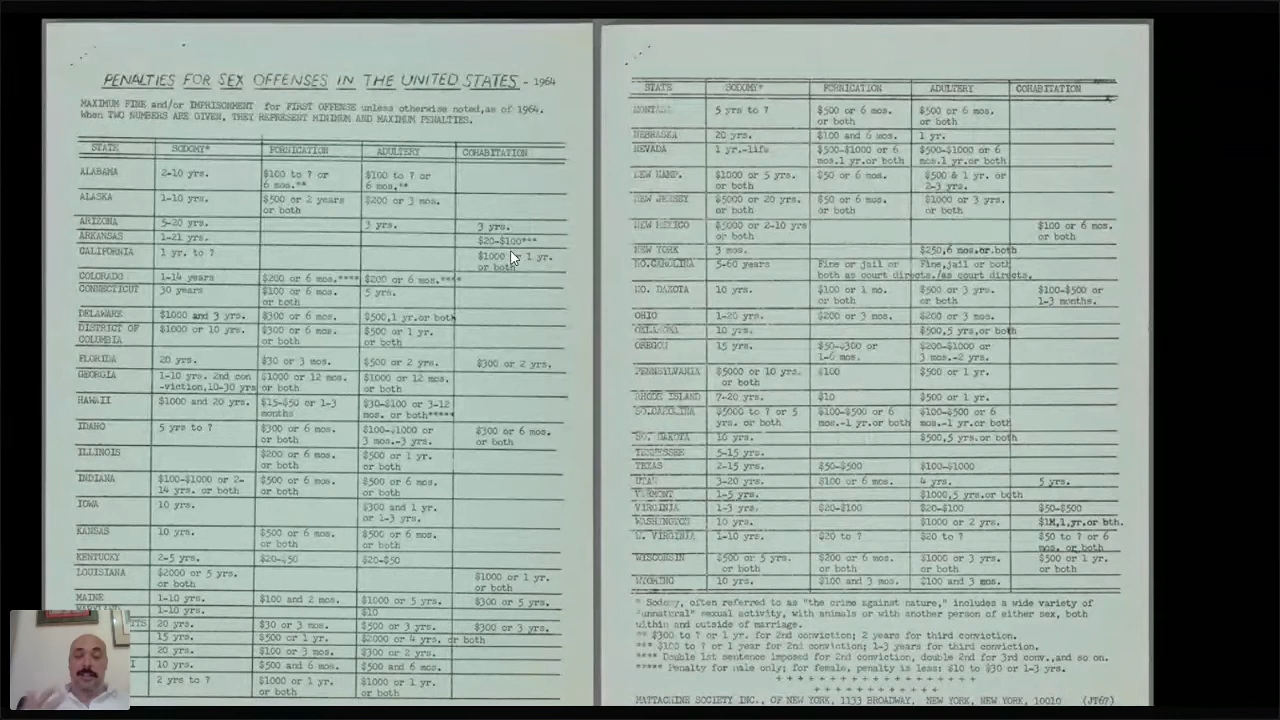 PENALTIES FOR SEX OFFENSES IN THE UNITED STATES - 1964
MAXIMUM FINE and/or IMPRISONMENT for FIRST OFFENSE unless otherwise noted,as of 1964.
When TWO NUMBERS ARE GIVEN, THEY REPRESENT MINIMUM AND MAXIMUM PENALTIES.
STATE SODOMY* FORNICATION ADULTERY COHABITATION
ALABAMA 2-10 yrs. $100 to ? or $100 to ? or
6 mos.** 6 mos.**
ALASKA 1-10 yrs. $500 or 2 years $200 or 3 mos.
or both
ARIZONA 5-20 yrs. 3 yrs. 3 yrs.
ARKANSAS 1-21 yrs. $20-$100***
CALIFORNIA 1 yr. to ? $1000 or 1 yr.
or both
COLORADO 1-14 years $200 or 6 mos.**** $200 or 6 mos.****
CONNECTICUT 30 years $100 or 6 mos. 5 yrs.
or both
DELAWARE $1000 and 3 yrs. $300 or 6 mos. $500,1 yr.or both
DISTRICT OF $1000 or 10 yrs. $300 or 6 mos. $500 or 1 yr.
COLUMBIA or both or both
FLORIDA 20 yrs. $30 or 3 mos. $500 or 2 yrs. $300 or 2 yrs.
GEORGIA 1-10 yrs. 2nd con $1000 or 12 mos. $1000 or 12 mos.
-viction,10-30 yrs or both or both
HAWAII $1000 and 20 yrs. $15-$50 or 1-3 $30-$100 or 3-12
months mos. or both*****
IDAHO 5 yrs to ? $300 or 6 mos. $100-$1000 or $300 or 6 mos.
or both 3 mos.-3 yrs. or both
ILLINOIS $200 or 6 mos. $500 or 1 yr.
or both or both
INDIANA $100-$1000 or 2- $500 or 6 mos. $500 or 6 mos.
14 yrs. or both or both or both
IOWA 10 yrs. $300 and 1 yr.
or 1-3 yrs.
KANSAS 10 yrs. $500 or 6 mos. $500 or 6 mos.
or both or both
KENTUCKY 2-5 yrs. $20-$50 $20-$50
LOUISIANA $2000 or 5 yrs. $1000 or 1 yr.
or both or both
MAINE 1-10 yrs. $100 and 2 mos. $1000 or 5 yrs. $300 or 5 yrs.
1-10 yrs. $10
TTS 20 yrs. $30 or 3 mos. $500 or 3 yrs. $300 or 3 yrs.
15 yrs. $500 or 1 yr. $2000 or 4 yrs. or both
20 yrs. $100 or 3 mos. $300 or 2 yrs.
I 10 yrs. $500 and 6 mos. $500 and 6 mos.
2 yrs to ? $1000 or 1 yr. $1000 or 1 yr.
or both or both
STATE SODOMY* FORNICATION ADULTERY COHABITATION
MONTANA 5 yrs to ? $500 or 6 mos. $500 or 6 mos.
or both or both
NEBRASKA 20 yrs. $100 and 6 mos. 1 yr.
NEVADA 1 yr.-life $500-$1000 or 6 $500-$1000 or 6
mos.1 yr.or both mos.1 yr.or both
NEW HAMP. $1000 or 5 yrs. $50 or 6 mos. $500 & 1 yr. or
or both 2-3 yrs.
NEW JERSEY $5000 or 20 yrs. $50 or 6 mos. $1000 or 3 yrs.
or both or both or both
NEW MEXICO $5000 or 2-10 yrs $100 or 6 mos.
or both or both
NEW YORK 3 mos. $250,6 mos.or both
NO.CAROLINA 5-60 years Fine or jail or Fine,jail or both
both as court directs./as court directs.
NO. DAKOTA 10 yrs. $100 or 1 mo. $500 or 3 yrs. $100-$500 or
or both or both 1-3 months.
OHIO 1-20 yrs. $200 or 3 mos. $200 or 3 mos.
OKLAHOMA 10 yrs. $500,5 yrs,or both
OREGON 15 yrs. $50-$300 or $200-$1000 or
1-6 mos. 3 mos.-2 yrs.
PENNSYLVANIA $5000 or 10 yrs. $100 $500 or 1 yr.
or both
RHODE ISLAND 7-20 yrs. $10 $500 or 1 yr.
SO.CAROLINA $5000 to ? or 5 $100-$500 or 6 $100-$500 or 6
yrs. or both mos.-1 yr.or both mos.-1 yr.or both
SO. DAKOTA 10 yrs. $500,5 yrs.or both
TENNESSEE 5-15 yrs.
TEXAS 2-15 yrs. $50-$500 $100-$1000
UTAH 3-20 yrs. $100 or 6 mos. 4 yrs. 5 yrs.
VERMONT 1-5 yrs. $1000,5 yrs.or both
VIRGINIA 1-3 yrs. $20-$100 $20-$100 $50-$500
WASHINGTON 10 yrs. $1000 or 2 yrs. $1M,1,yr.or bth.
W. VIRGINIA 1-10 yrs. $20 to ? $20 to ? $50 to ? or 6
mos. or both
WISCONSIN $500 or 5 yrs. $200 or 6 mos. $1000 or 3 yrs. $500 or 1 yr.
or both or both or both or both
WYOMING 10 yrs. $100 and 3 mos. $100 and 3 mos.
* Sodomy, often referred to as "the crime against nature," includes a wide variety of
"unnatural" sexual activity, with animals or with another person of either sex, both
within and outside of marriage.
** $300 to ? or 1 yr. for 2nd conviction; 2 years for third conviction.
*** $100 to ? or 1 year for 2nd conviction; 1-3 years for third conviction.
**** Double 1st sentence imposed for 2nd conviction, double 2nd for 3rd conv.,and so on.
***** Penalty for male only; for female, penalty is less: $10 to $30 or 1-3 yrs.
MATTACHINE SOCIETY INC., OF NEW YORK, 1133 BROADWAY, NEW YORK, NEW YORK, 10010 (JT67)